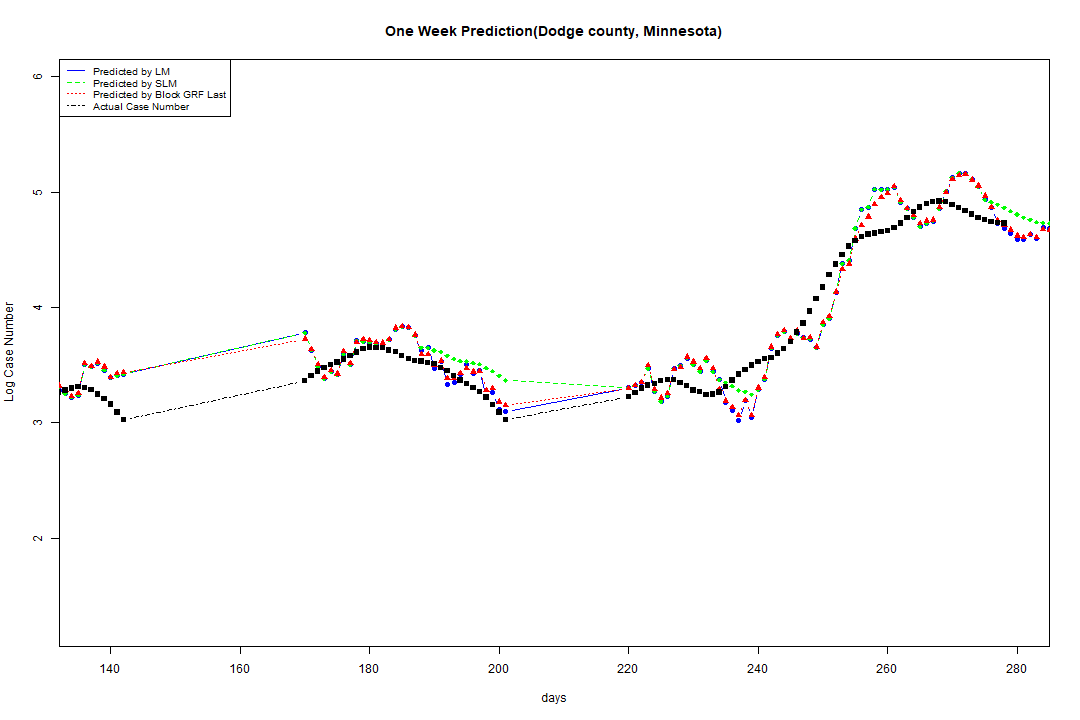 One Week Prediction(Dodge county, Minnesota)
Predicted by LM
Predicted by SLM
Predicted by Block GRF Last
Actual Case Number
6
5
4
3
2
Log Case Number
140 160 180 200 220 240 260 280
days